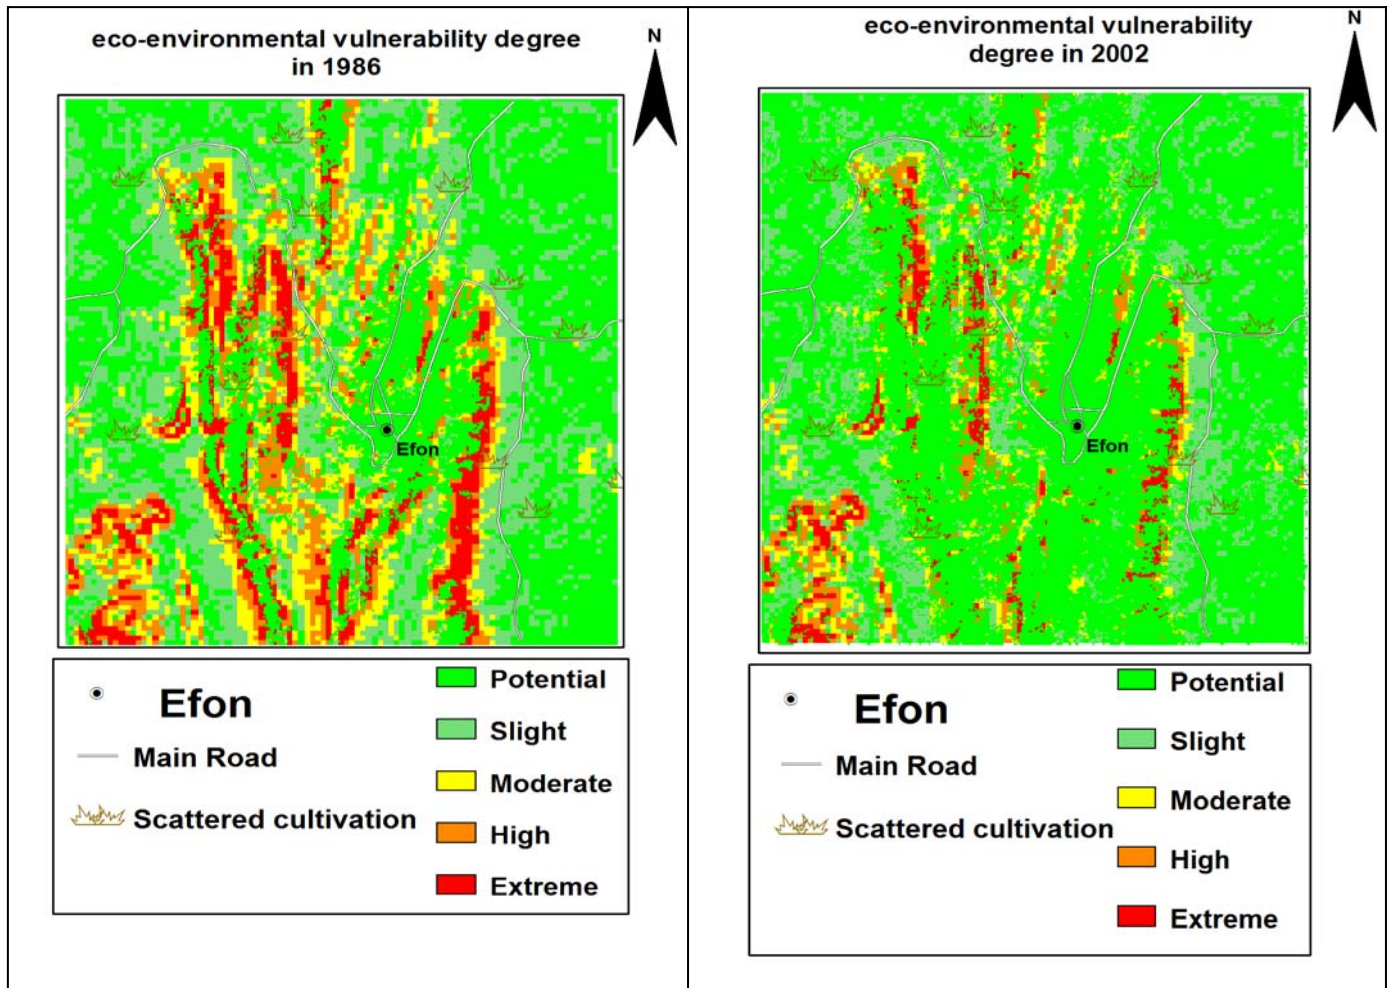 eco-environmental vulnerability degree
in 1986
N
Efon
Efon
Main Road
Scattered cultivation
Potential
Slight
Moderate
High
Extreme
eco-environmental vulnerability
degree in 2002
N
Efon
Efon
Main Road
Scattered cultivation
Potential
Slight
Moderate
High
Extreme